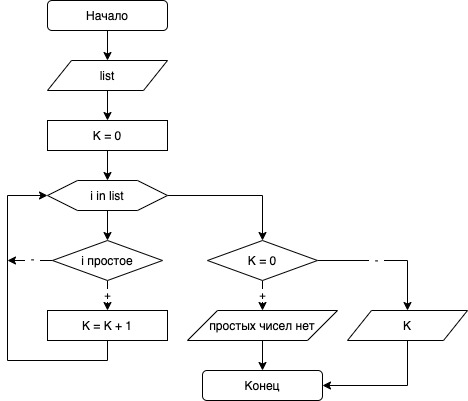 Начало
list
K = 0
i in list
i простое
K = 0
-
-
+
+
K = K + 1
простых чисел нет
K
Конец